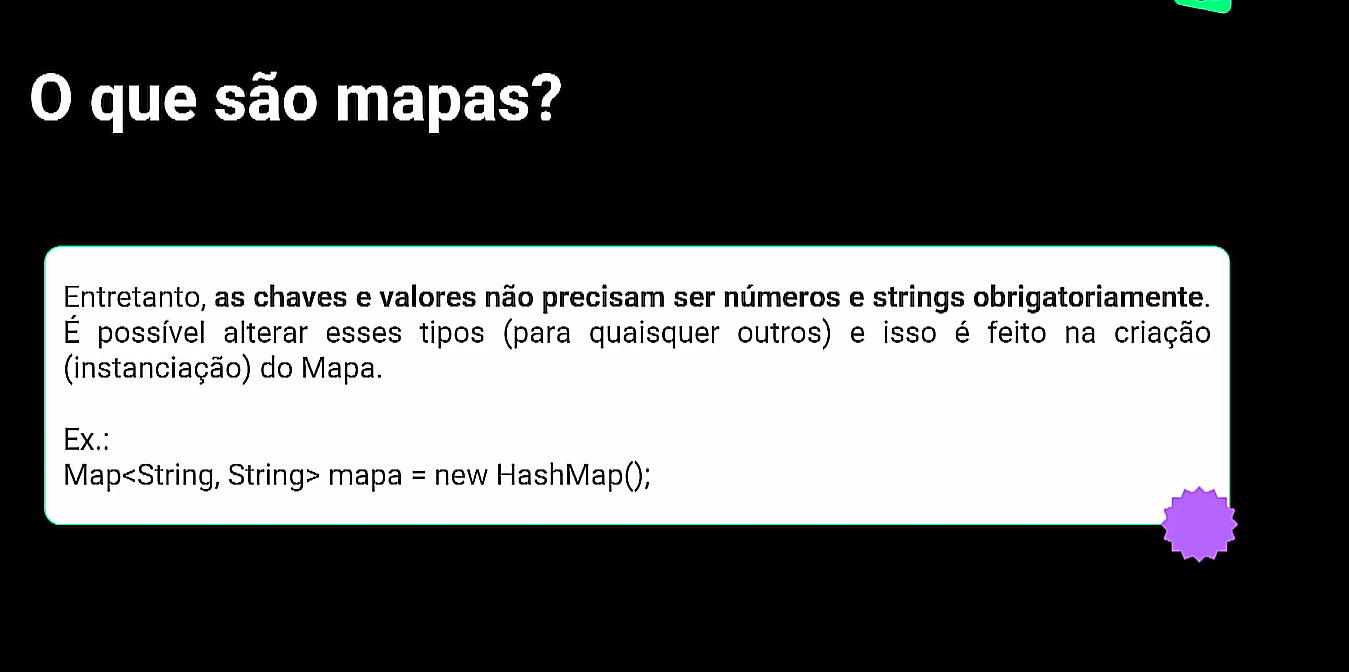 O que são mapas?
Entretanto, as chaves e valores não precisam ser números e strings obrigatoriamente.
É possível alterar esses tipos (para quaisquer outros) e isso é feito na criação
(instanciação) do Mapa.
Ex.:
Map<String, String> mapa = new HashMap();